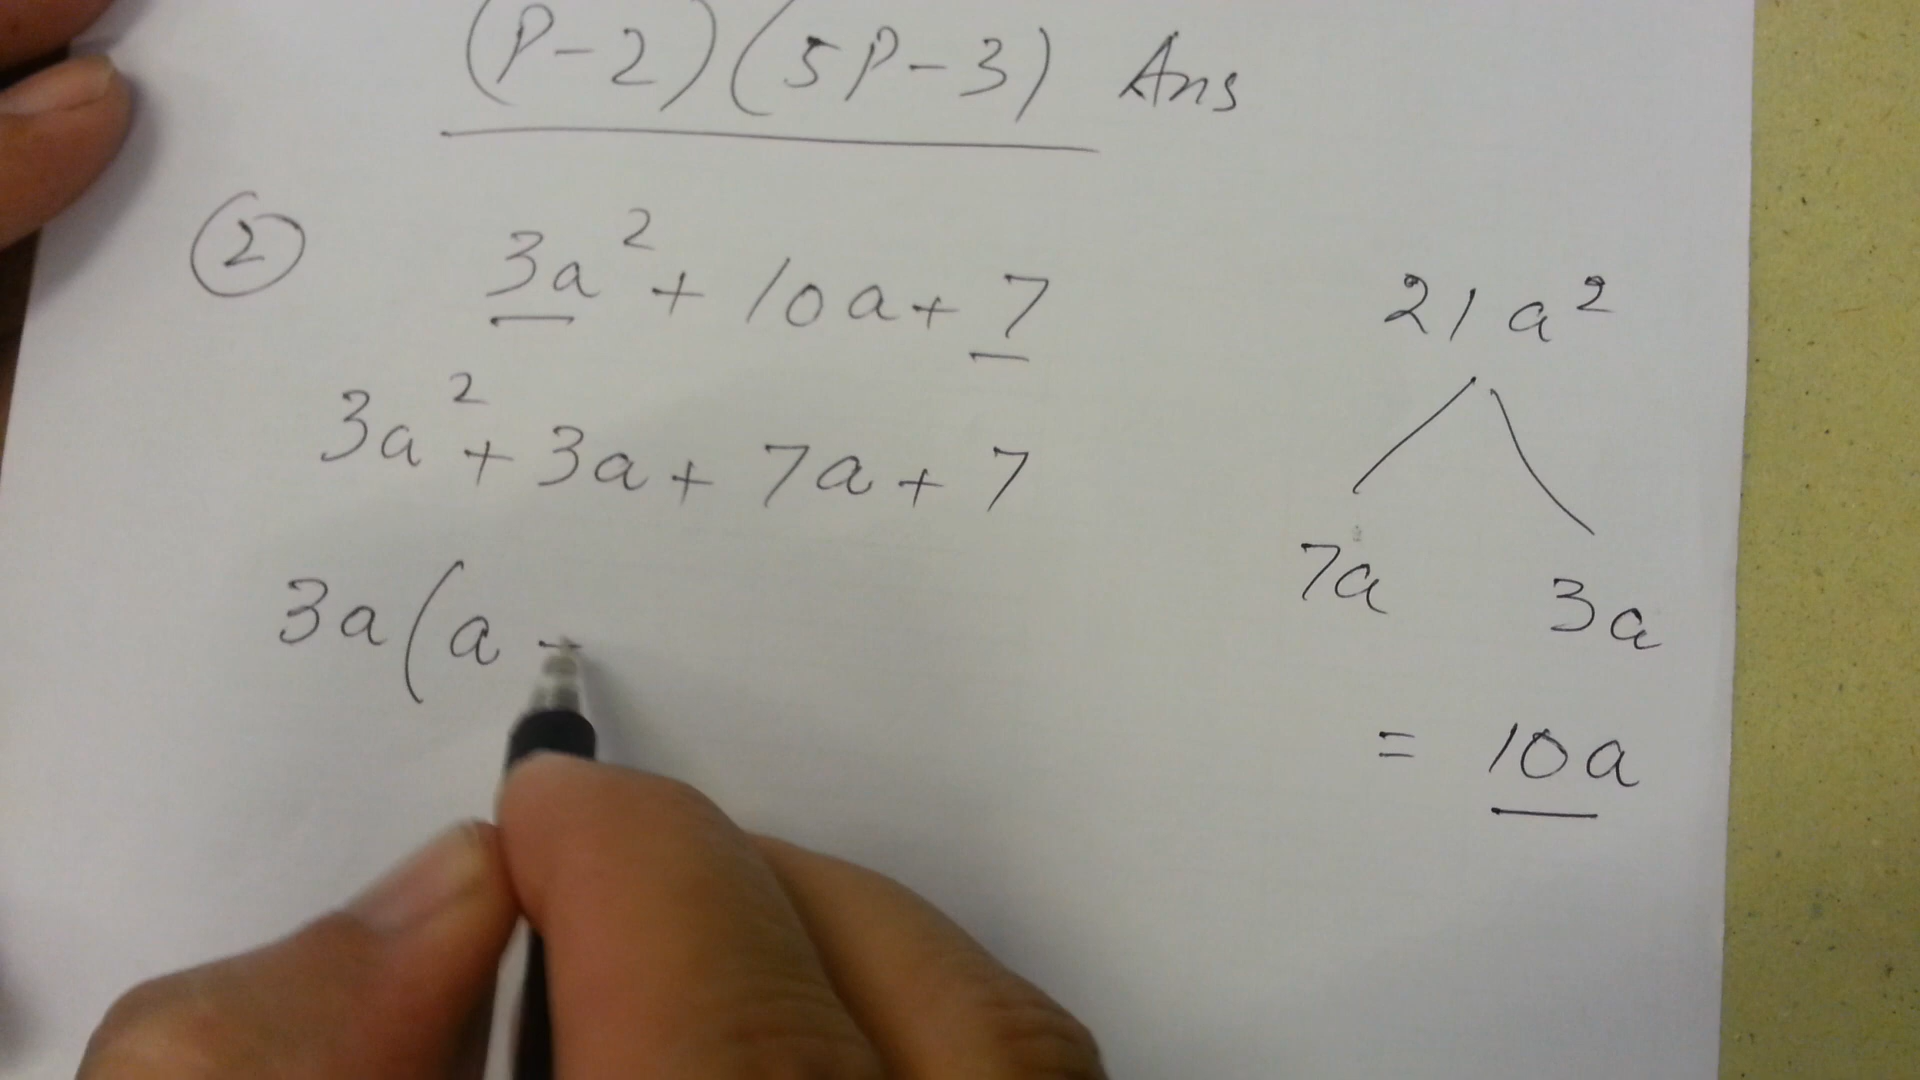 (P-2)(5P-3) Ans
② 3a² + 10a + 7
3a² + 3a + 7a + 7
3a(a -
21a²
7a 3a
= 10a